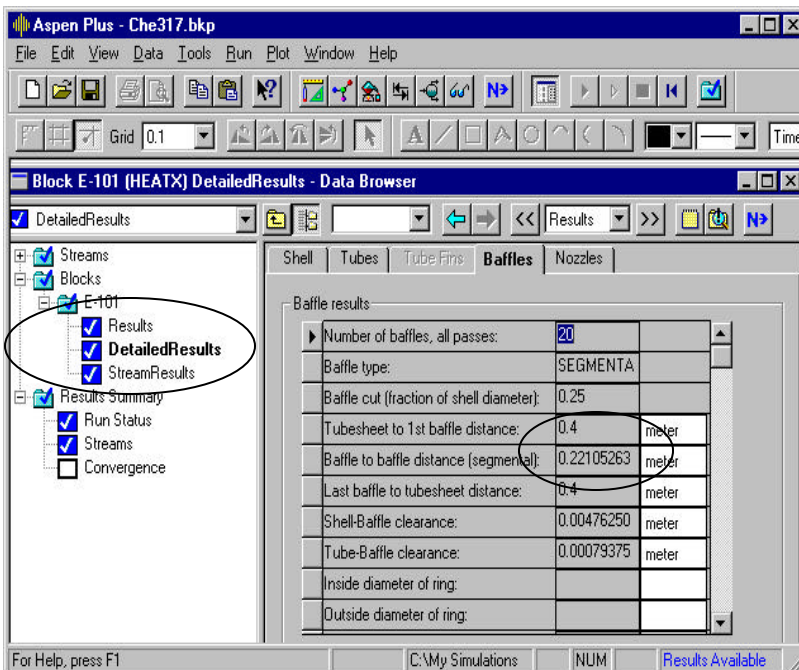 Aspen Plus - Che317.bkp
File Edit View Data Tools Run Plot Window Help
N
Grid 0.1 A Time
Block E-101 (HEATX) DetailedResults - Data Browser
DetailedResults << Results >> N
Streams
Blocks
E-101
Results
DetailedResults
StreamResults
Results Summary
Run Status
Streams
Convergence
Shell Tubes Tube Fins Baffles Nozzles
Baffle results
Number of baffles, all passes: 20
Baffle type: SEGMENTA
Baffle cut (fraction of shell diameter): 0.25
Tubesheet to 1st baffle distance: 0.4 meter
Baffle to baffle distance (segmental): 0.22105263 meter
Last baffle to tubesheet distance: 0.4 meter
Shell-Baffle clearance: 0.00476250 meter
Tube-Baffle clearance: 0.00079375 meter
Inside diameter of ring:
Outside diameter of ring:
For Help, press F1 C:\My Simulations NUM Results Available